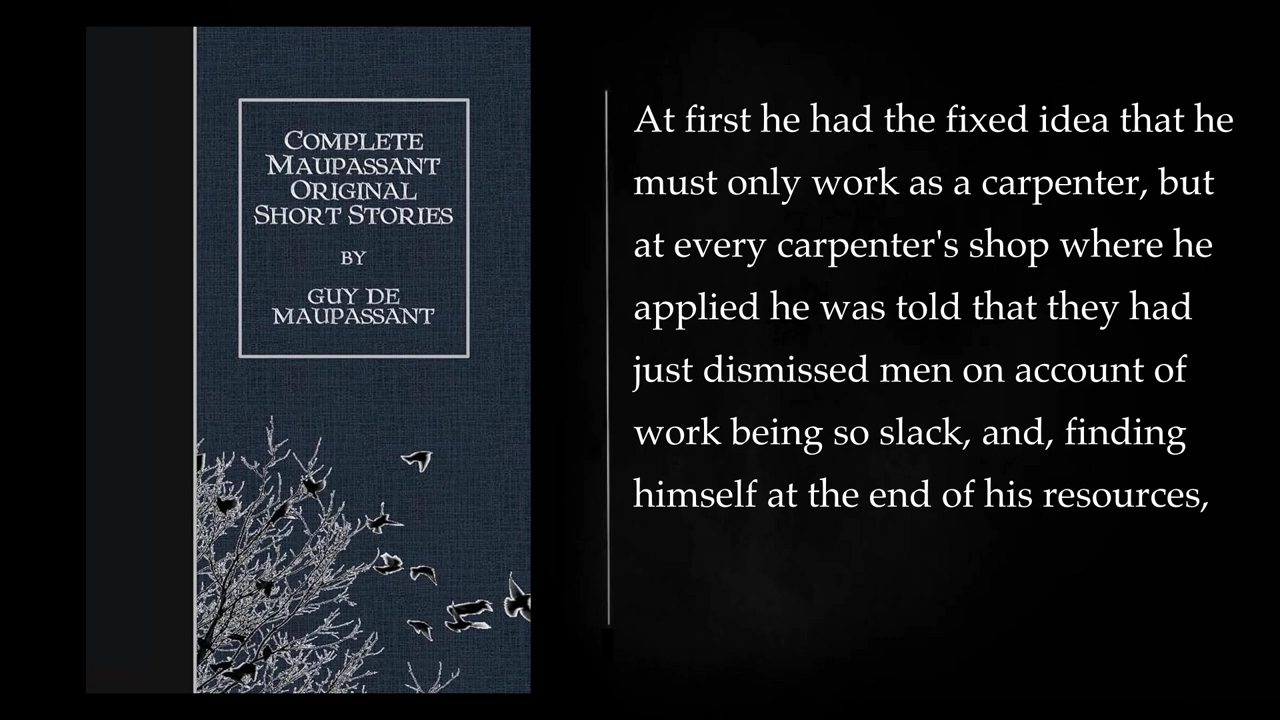 COMPLETE
MAUPASSANT
ORIGINAL
SHORT STORIES
BY
GUY DE
MAUPASSANT
At first he had the fixed idea that he
must only work as a carpenter, but
at every carpenter's shop where he
applied he was told that they had
just dismissed men on account of
work being so slack, and, finding
himself at the end of his resources,